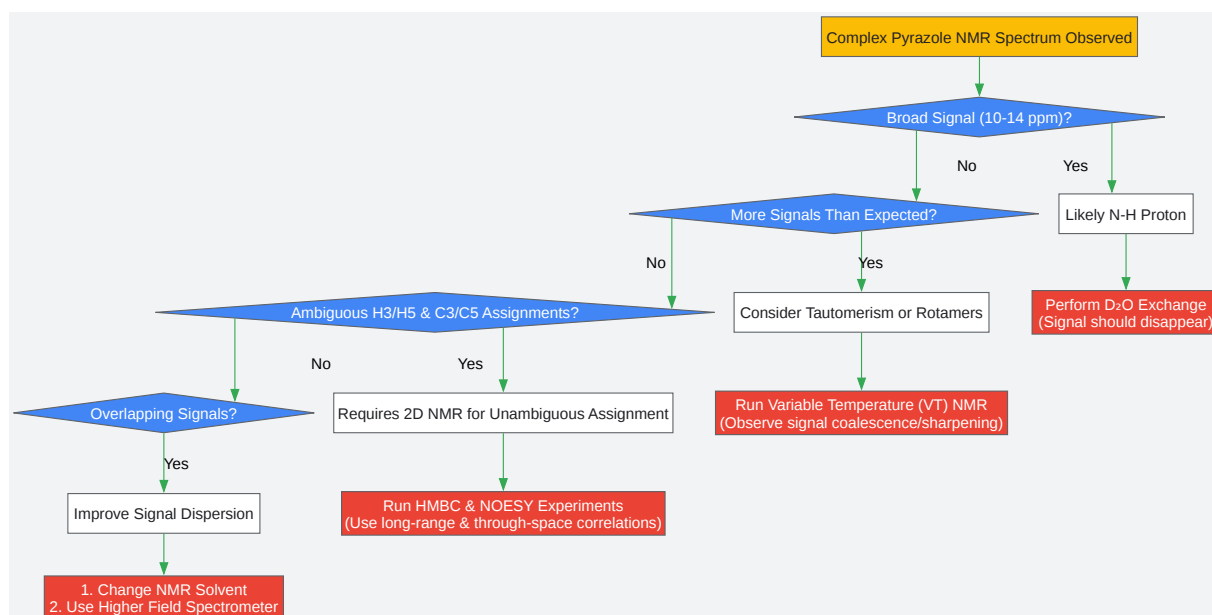 Complex Pyrazole NMR Spectrum Observed
Broad Signal (10-14 ppm)?
No
Yes
More Signals Than Expected?
Likely N-H Proton
No
Yes
Ambiguous H3/H5 & C3/C5 Assignments?
Consider Tautomerism or Rotamers
Perform D₂O Exchange
(Signal should disappear)
No
Yes
Overlapping Signals?
Requires 2D NMR for Unambiguous Assignment
Run Variable Temperature (VT) NMR
(Observe signal coalescence/sharpening)
Yes
Improve Signal Dispersion
Run HMBC & NOESY Experiments
(Use long-range & through-space correlations)
1. Change NMR Solvent
2. Use Higher Field Spectrometer